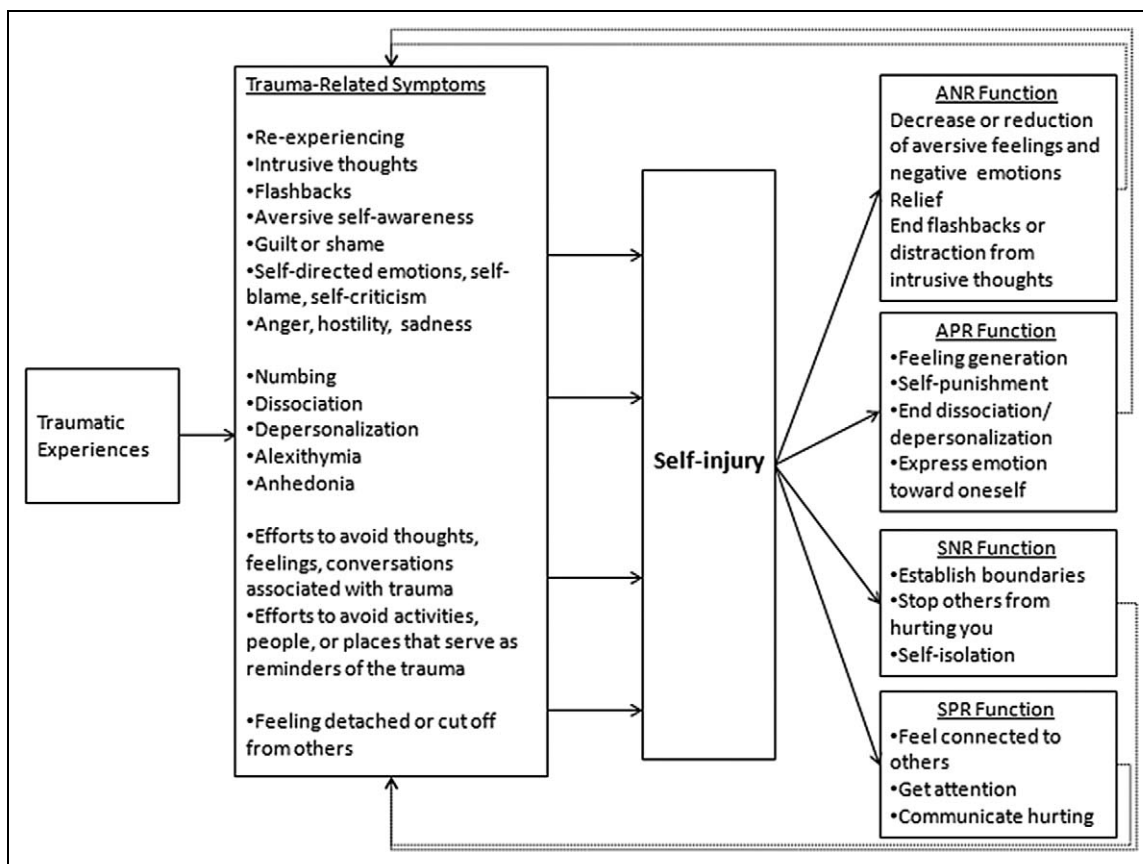 Traumatic
Experiences
Trauma-Related Symptoms
•Re-experiencing
•Intrusive thoughts
•Flashbacks
•Aversive self-awareness
•Guilt or shame
•Self-directed emotions, self-
blame, self-criticism
•Anger, hostility, sadness
•Numbing
•Dissociation
•Depersonalization
•Alexithymia
•Anhedonia
•Efforts to avoid thoughts,
feelings, conversations
associated with trauma
•Efforts to avoid activities,
people, or places that serve as
reminders of the trauma
•Feeling detached or cut off
from others
Self-injury
ANR Function
Decrease or reduction
of aversive feelings and
negative emotions
Relief
End flashbacks or
distraction from
intrusive thoughts
APR Function
•Feeling generation
•Self-punishment
•End dissociation/
depersonalization
•Express emotion
toward oneself
SNR Function
•Establish boundaries
•Stop others from
hurting you
•Self-isolation
SPR Function
•Feel connected to
others
•Get attention
•Communicate hurting